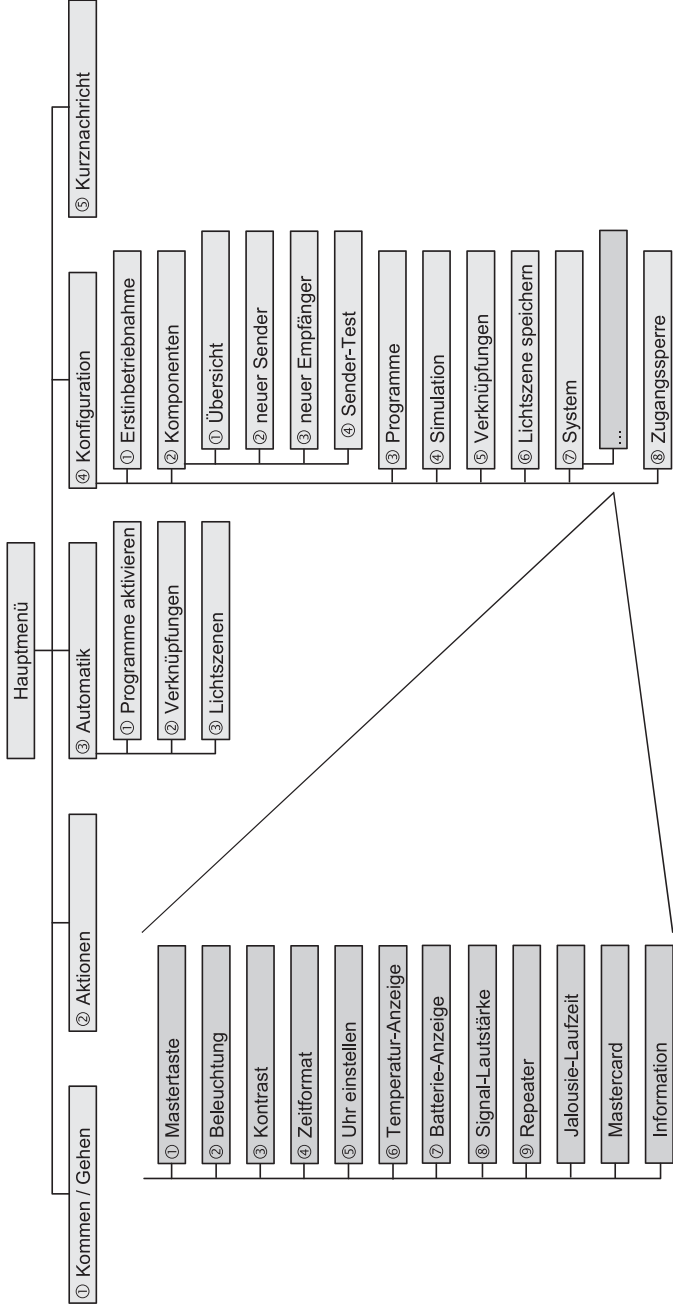 Hauptmenü
① Kommen / Gehen
② Aktionen
③ Automatik
① Programme aktivieren
② Verknüpfungen
③ Lichtszenen
④ Konfiguration
① Erstinbetriebnahme
② Komponenten
① Übersicht
② neuer Sender
③ neuer Empfänger
④ Sender-Test
③ Programme
④ Simulation
⑤ Verknüpfungen
⑥ Lichtszene speichern
⑦ System
...
⑧ Zugangssperre
⑤ Kurznachricht
① Mastertaste
② Beleuchtung
③ Kontrast
④ Zeitformat
⑤ Uhr einstellen
⑥ Temperatur-Anzeige
⑦ Batterie-Anzeige
⑧ Signal-Lautstärke
⑨ Repeater
Jalousie-Laufzeit
Mastercard
Information